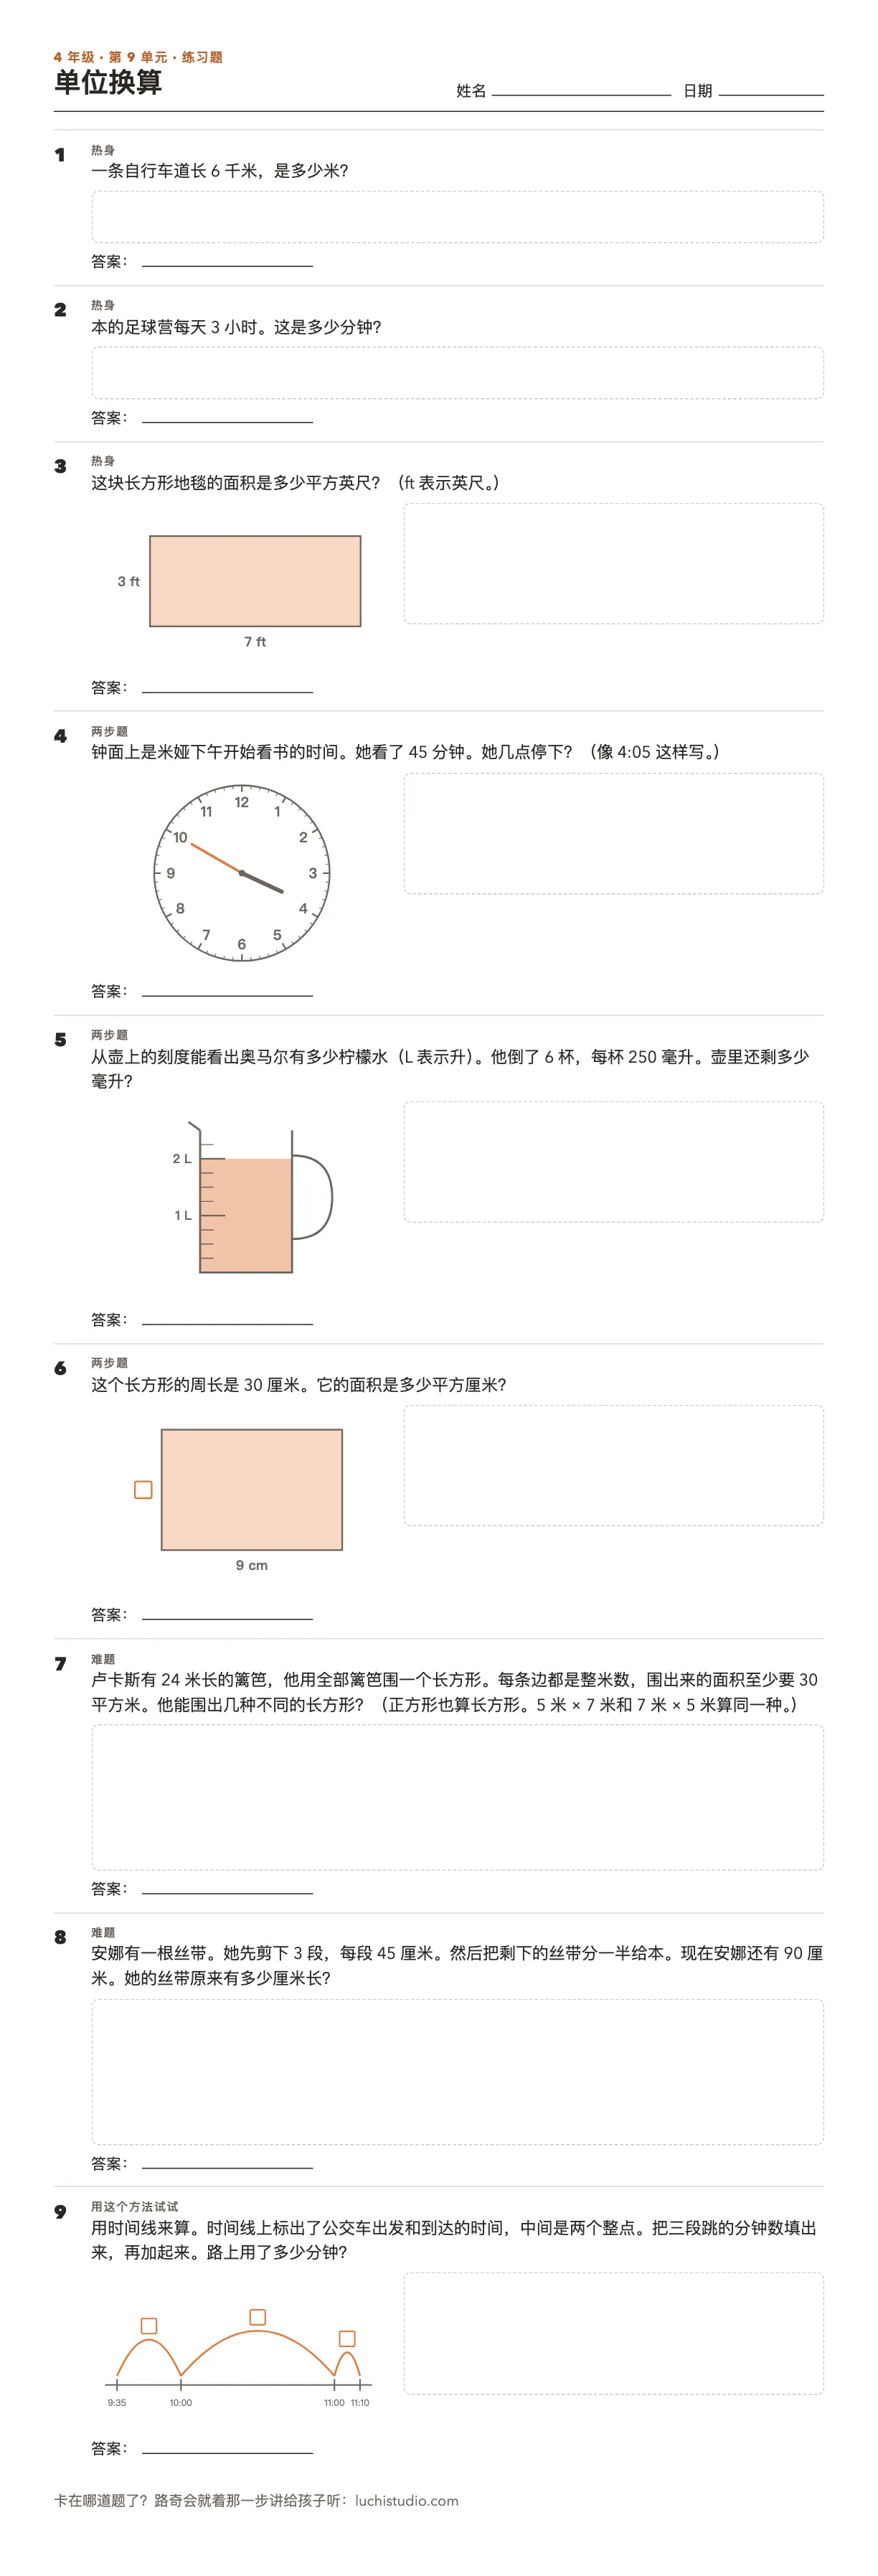 4 年级 · 第 9 单元 · 练习题
单位换算
姓名
日期
1
热身
一条自行车道长 6 千米，是多少米？
答案：
2
热身
本的足球营每天 3 小时。这是多少分钟？
答案：
3
热身
这块长方形地毯的面积是多少平方英尺？（ft 表示英尺。）
3 ft
7 ft
答案：
4
两步题
钟面上是米娅下午开始看书的时间。她看了 45 分钟。她几点停下？（像 4:05 这样写。）
12
11
1
10
2
9
3
8
4
7
5
6
答案：
5
两步题
从壶上的刻度能看出奥马尔有多少柠檬水（L 表示升）。他倒了 6 杯，每杯 250 毫升。壶里还剩多少
毫升？
2 L
1 L
答案：
6
两步题
这个长方形的周长是 30 厘米。它的面积是多少平方厘米？
9 cm
答案：
7
难题
卢卡斯有 24 米长的篱笆，他用全部篱笆围一个长方形。每条边都是整米数，围出来的面积至少要 30
平方米。他能围出几种不同的长方形？（正方形也算长方形。5 米 × 7 米和 7 米 × 5 米算同一种。）
答案：
8
难题
安娜有一根丝带。她先剪下 3 段，每段 45 厘米。然后把剩下的丝带分一半给本。现在安娜还有 90 厘
米。她的丝带原来有多少厘米长？
答案：
9
用这个方法试试
用时间线来算。时间线上标出了公交车出发和到达的时间，中间是两个整点。把三段跳的分钟数填出
来，再加起来。路上用了多少分钟？
9:35
10:00
11:00
11:10
答案：
卡在哪道题了？路奇会就着那一步讲给孩子听：luchistudio.com